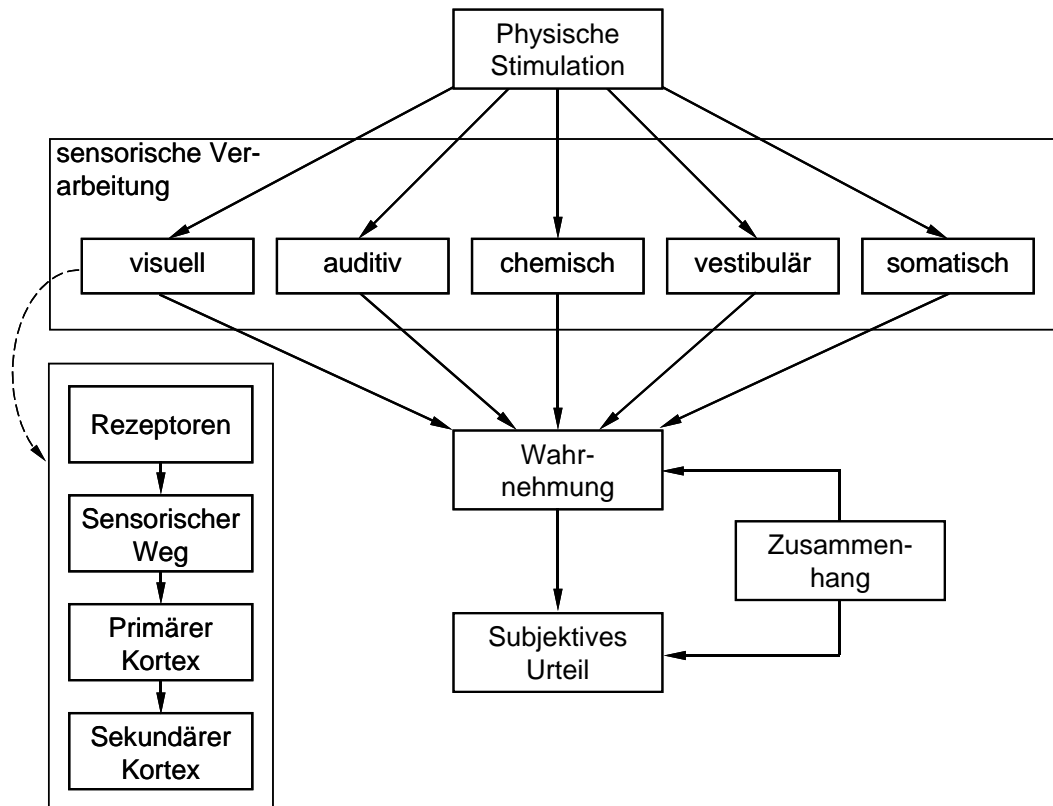 Physische
Stimulation
sensorische Ver-
arbeitung
visuell
auditiv
chemisch
vestibulär
somatisch
Rezeptoren
Sensorischer
Weg
Primärer
Kortex
Sekundärer
Kortex
Wahr-
nehmung
Zusammen-
hang
Subjektives
Urteil